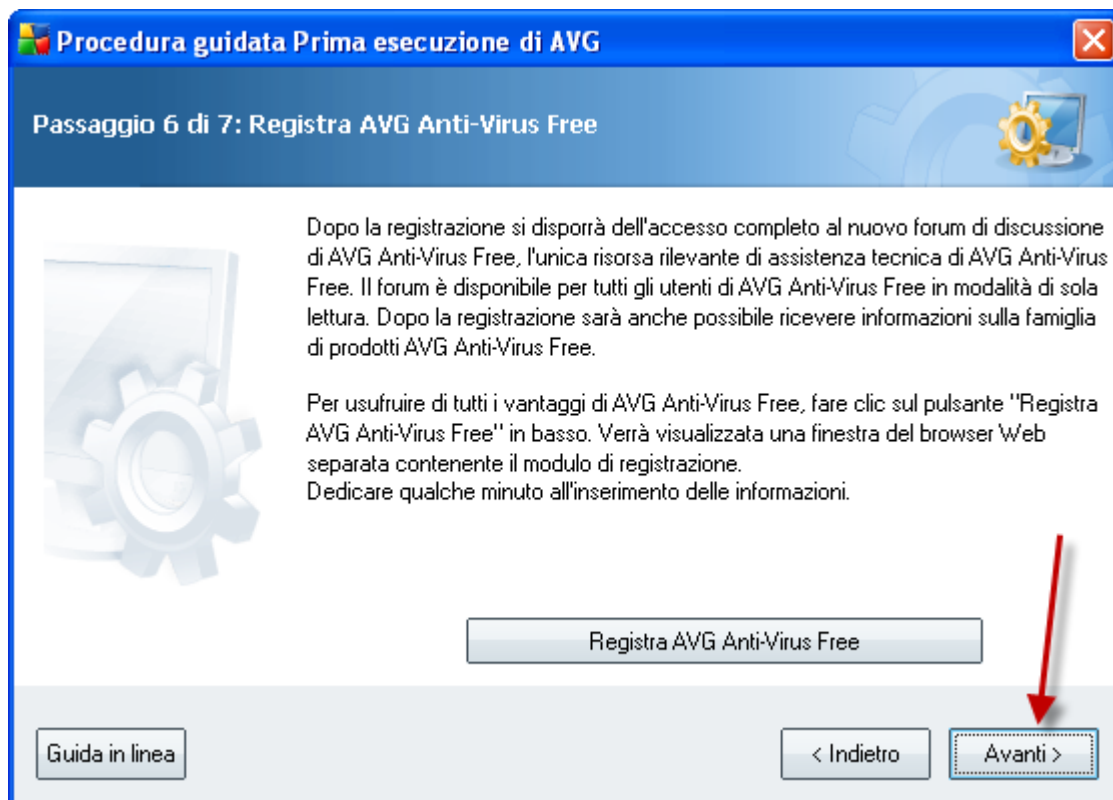 Procedura guidata Prima esecuzione di AVG
Passaggio 6 di 7: Registra AVG Anti-Virus Free
Dopo la registrazione si disporrà dell'accesso completo al nuovo forum di discussione
di AVG Anti-Virus Free, l'unica risorsa rilevante di assistenza tecnica di AVG Anti-Virus
Free. Il forum è disponibile per tutti gli utenti di AVG Anti-Virus Free in modalità di sola
lettura. Dopo la registrazione sarà anche possibile ricevere informazioni sulla famiglia
di prodotti AVG Anti-Virus Free.
Per usufruire di tutti i vantaggi di AVG Anti-Virus Free, fare clic sul pulsante "Registra
AVG Anti-Virus Free" in basso. Verrà visualizzata una finestra del browser Web
separata contenente il modulo di registrazione.
Dedicare qualche minuto all'inserimento delle informazioni.
Registra AVG Anti-Virus Free
Guida in linea
< Indietro
Avanti >